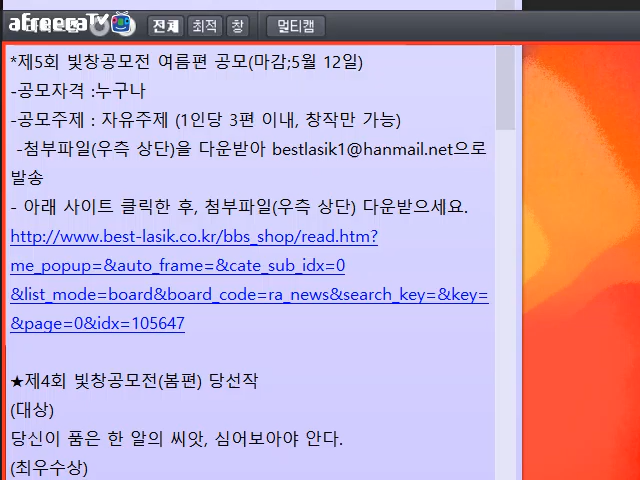 afreecaTV
전체 최적 창 멀티캠
*제5회 빛창공모전 여름편 공모(마감;5월 12일)
-공모자격 :누구나
-공모주제 : 자유주제 (1인당 3편 이내, 창작만 가능)
-첨부파일(우측 상단)을 다운받아 bestlasik1@hanmail.net으로
발송
- 아래 사이트 클릭한 후, 첨부파일(우측 상단) 다운받으세요.
http://www.best-lasik.co.kr/bbs_shop/read.htm?
me_popup=&auto_frame=&cate_sub_idx=0
&list_mode=board&board_code=ra_news&search_key=&key=
&page=0&idx=105647
★제4회 빛창공모전(봄편) 당선작
(대상)
당신이 품은 한 알의 씨앗, 심어보아야 안다.
(최우수상)